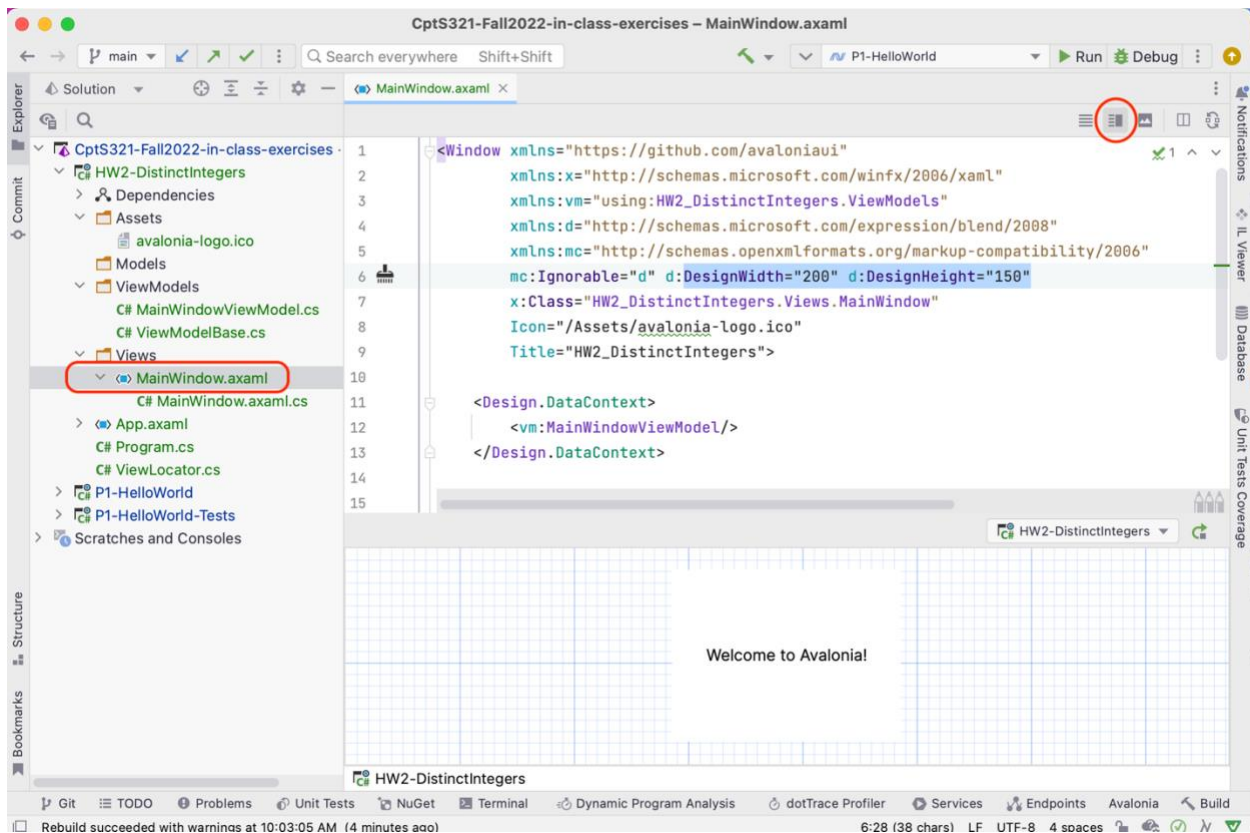 CptS321-Fall2022-in-class-exercises – MainWindow.axaml
main
Search everywhere Shift+Shift
P1-HelloWorld
Run
Debug
Explorer
Commit
Structure
Bookmarks
Solution
CptS321-Fall2022-in-class-exercises ·
HW2-DistinctIntegers
Dependencies
Assets
avalonia-logo.ico
Models
ViewModels
C# MainWindowViewModel.cs
C# ViewModelBase.cs
Views
MainWindow.axaml
C# MainWindow.axaml.cs
App.axaml
C# Program.cs
C# ViewLocator.cs
P1-HelloWorld
P1-HelloWorld-Tests
Scratches and Consoles
MainWindow.axaml
1
1 <Window xmlns="https://github.com/avaloniaui"
2 xmlns:x="http://schemas.microsoft.com/winfx/2006/xaml"
3 xmlns:vm="using:HW2_DistinctIntegers.ViewModels"
4 xmlns:d="http://schemas.microsoft.com/expression/blend/2008"
5 xmlns:mc="http://schemas.openxmlformats.org/markup-compatibility/2006"
6 mc:Ignorable="d" d:DesignWidth="200" d:DesignHeight="150"
7 x:Class="HW2_DistinctIntegers.Views.MainWindow"
8 Icon="/Assets/avalonia-logo.ico"
9 Title="HW2_DistinctIntegers">
10
11 <Design.DataContext>
12 <vm:MainWindowViewModel/>
13 </Design.DataContext>
14
15
HW2-DistinctIntegers
Welcome to Avalonia!
HW2-DistinctIntegers
Notifications
IL Viewer
Database
Unit Tests Coverage
Git
TODO
Problems
Unit Tests
NuGet
Terminal
Dynamic Program Analysis
dotTrace Profiler
Services
Endpoints
Avalonia
Build
Rebuild succeeded with warnings at 10:03:05 AM (4 minutes ago)
6:28 (38 chars) LF UTF-8 4 spaces